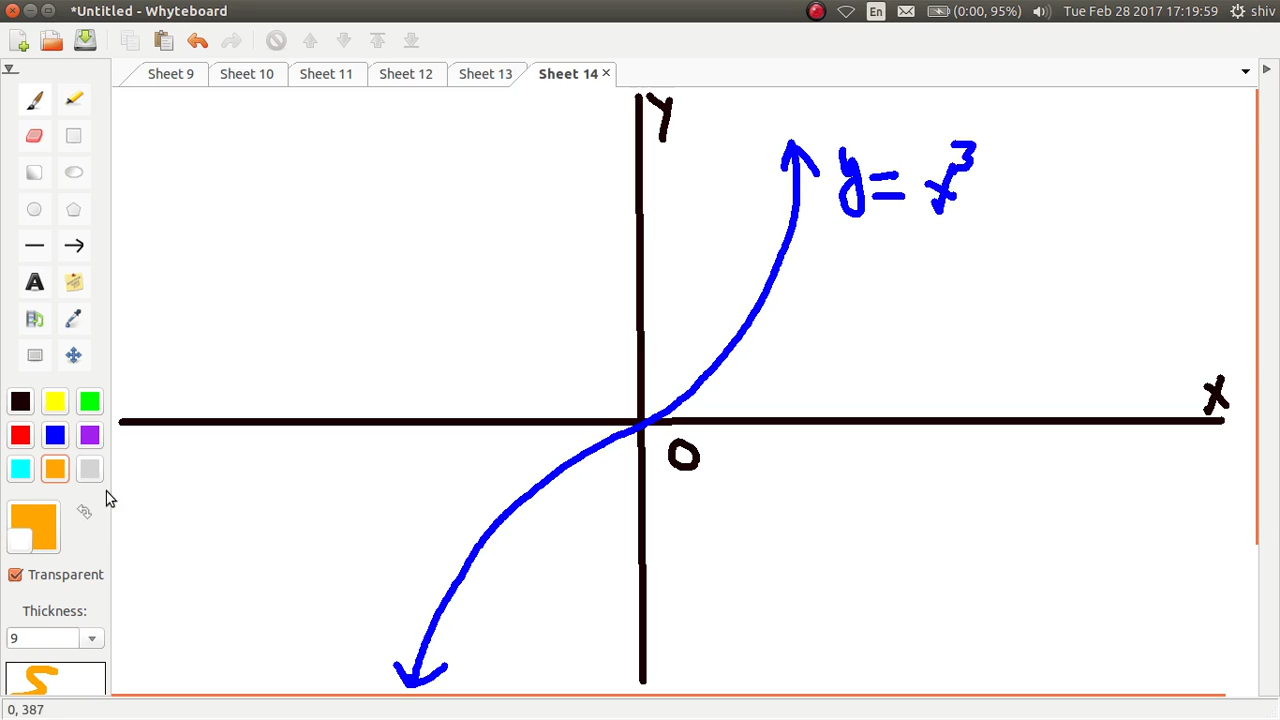 *Untitled - Whyteboard
En
(0:00, 95%)
Tue Feb 28 2017 17:19:59
shiv
Sheet 9
Sheet 10
Sheet 11
Sheet 12
Sheet 13
Sheet 14
A
Y
y = x³
X
O
Transparent
Thickness:
9
0, 387